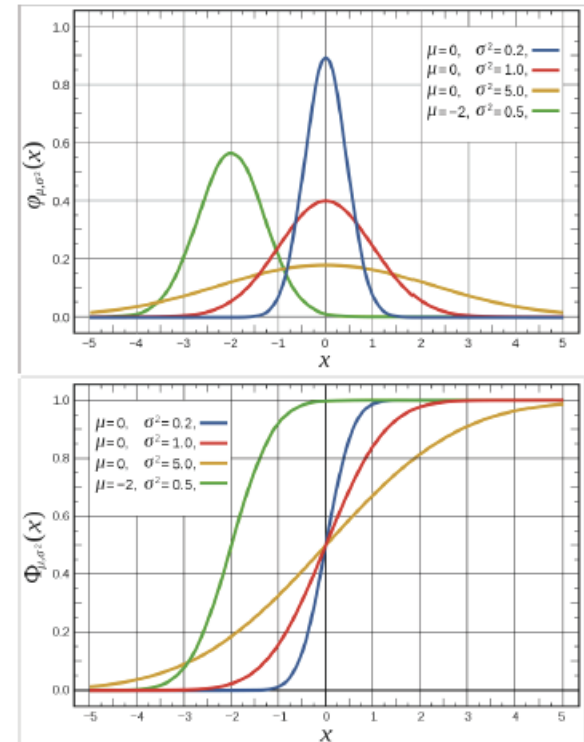 1.0
μ=0, σ²=0.2,
μ=0, σ²=1.0,
μ=0, σ²=5.0,
μ=−2, σ²=0.5,
0.8
0.6
0.4
0.2
0.0
φμ,σ²(x)
−5 −4 −3 −2 −1 0 1 2 3 4 5
x
1.0
μ=0, σ²=0.2,
μ=0, σ²=1.0,
μ=0, σ²=5.0,
μ=−2, σ²=0.5,
0.8
0.6
0.4
0.2
0.0
Φμ,σ²(x)
−5 −4 −3 −2 −1 0 1 2 3 4 5
x